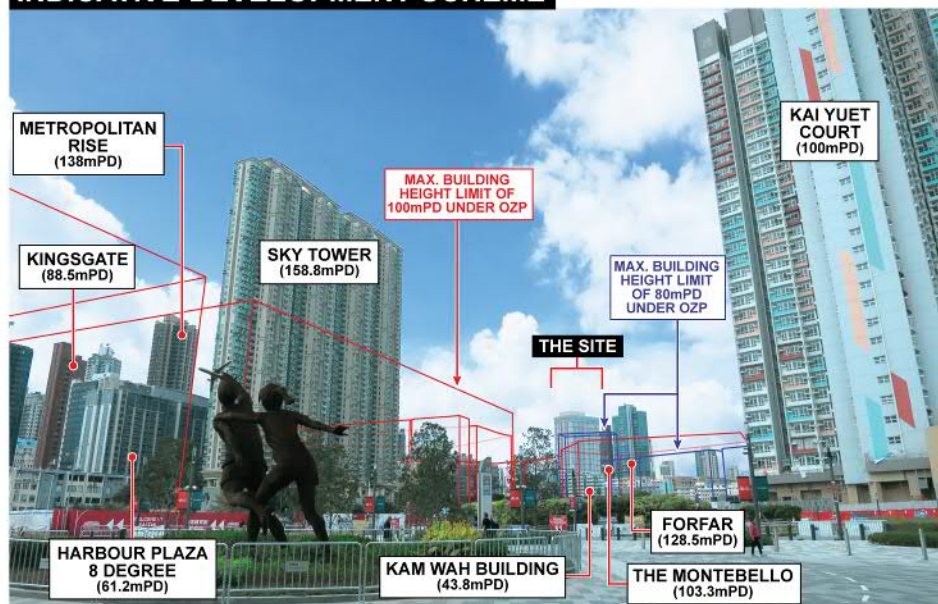 INDICATIVE DEVELOPMENT SCHEME
METROPOLITAN
RISE
(138mPD)
KAI YUET
COURT
(100mPD)
MAX. BUILDING
HEIGHT LIMIT OF
100mPD UNDER OZP
KINGSGATE
(88.5mPD)
SKY TOWER
(158.8mPD)
MAX. BUILDING
HEIGHT LIMIT
OF 80mPD
UNDER OZP
THE SITE
HARBOUR PLAZA
8 DEGREE
(61.2mPD)
KAM WAH BUILDING
(43.8mPD)
FORFAR
(128.5mPD)
THE MONTEBELLO
(103.3mPD)